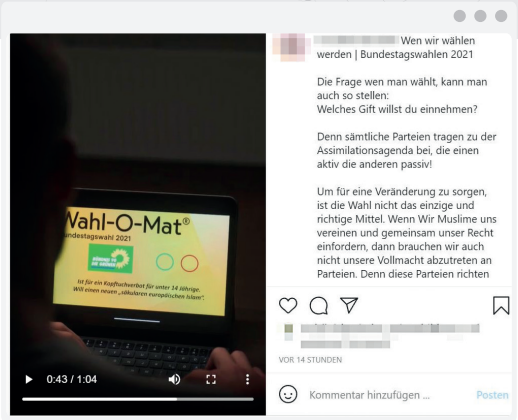 Wahl-O-Mat®
Bundestagswahl 2021
BÜNDNIS 90
DIE GRÜNEN
Ist für ein Kopftuchverbot für unter 14 Jährige.
Will einen neuen „säkularen europäischen Islam“.
0:43 / 1:04
Wen wir wählen
werden | Bundestagswahlen 2021
Die Frage wen man wählt, kann man
auch so stellen:
Welches Gift willst du einnehmen?
Denn sämtliche Parteien tragen zu der
Assimilationsagenda bei, die einen
aktiv die anderen passiv!
Um für eine Veränderung zu sorgen,
ist die Wahl nicht das einzige und
richtige Mittel. Wenn Wir Muslime uns
vereinen und gemeinsam unser Recht
einfordern, dann brauchen wir auch
nicht unsere Vollmacht abzutreten an
Parteien. Denn diese Parteien richten
VOR 14 STUNDEN
Kommentar hinzufügen ...
Posten